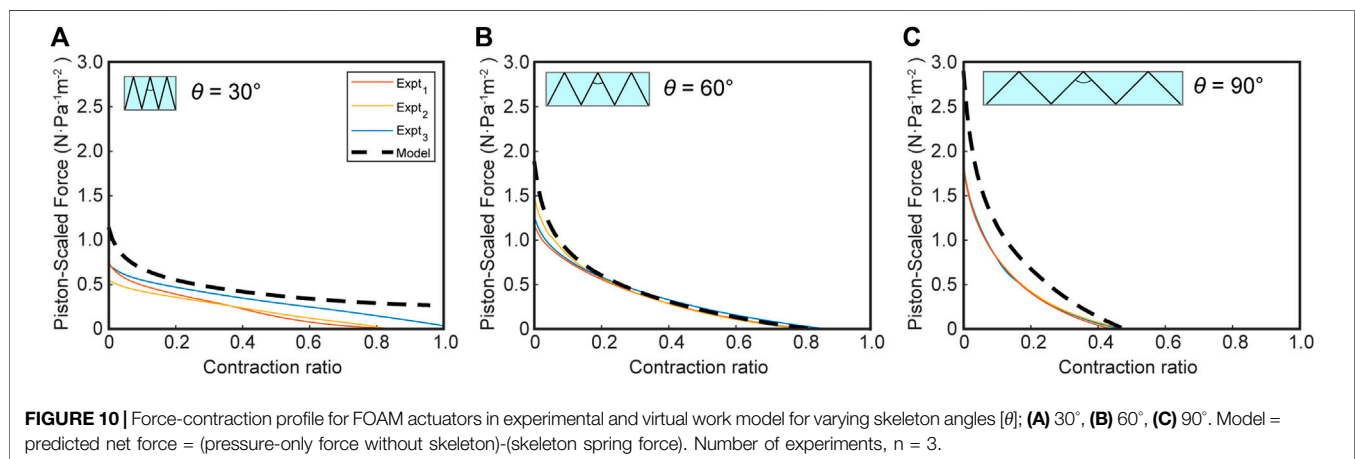 A
B
C
3.0
2.5
2.0
1.5
1.0
0.5
0
Piston-Scaled Force (N·Pa⁻¹m⁻²)
θ = 30°
Expt₁
Expt₂
Expt₃
Model
0.2
0.4
0.6
0.8
1.0
Contraction ratio
3.0
2.5
2.0
1.5
1.0
0.5
0
Piston-Scaled Force (N·Pa⁻¹m⁻²)
θ = 60°
0
0.2
0.4
0.6
0.8
1.0
Contraction ratio
3.0
2.5
2.0
1.5
1.0
0.5
0
Piston-Scaled Force (N·Pa⁻¹m⁻²)
θ = 90°
0
0.2
0.4
0.6
0.8
1.0
Contraction ratio
FIGURE 10 | Force-contraction profile for FOAM actuators in experimental and virtual work model for varying skeleton angles [θ]; (A) 30°, (B) 60°, (C) 90°. Model =
predicted net force = (pressure-only force without skeleton)-(skeleton spring force). Number of experiments, n = 3.